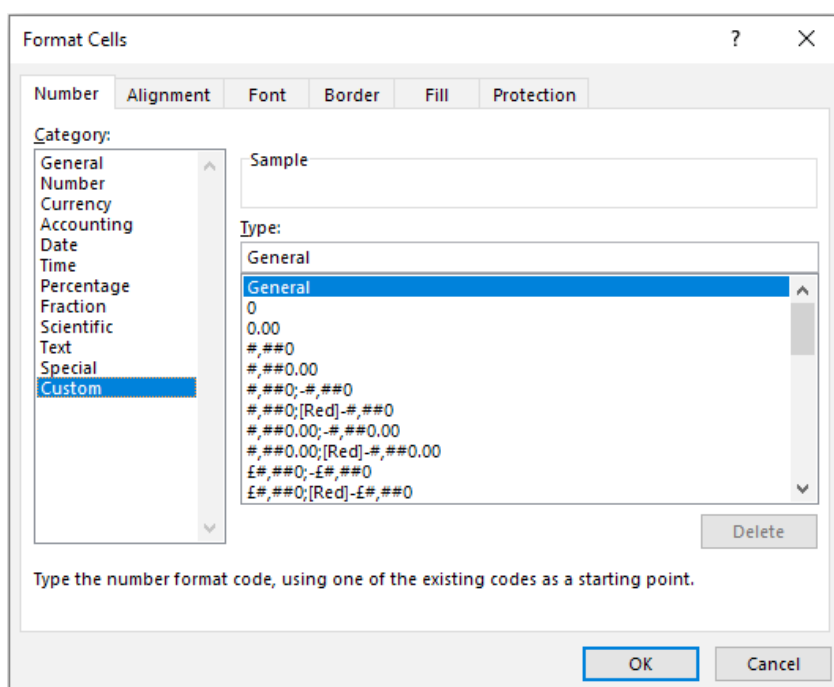 Format Cells
?
Number Alignment Font Border Fill Protection
Category:
General
Number
Currency
Accounting
Date
Time
Percentage
Fraction
Scientific
Text
Special
Custom
Sample
Type:
General
General
0
0.00
#,##0
#,##0.00
#,##0;-#,##0
#,##0;[Red]-#,##0
#,##0.00;-#,##0.00
#,##0.00;[Red]-#,##0.00
£#,##0;-£#,##0
£#,##0;[Red]-£#,##0
Delete
Type the number format code, using one of the existing codes as a starting point.
OK Cancel